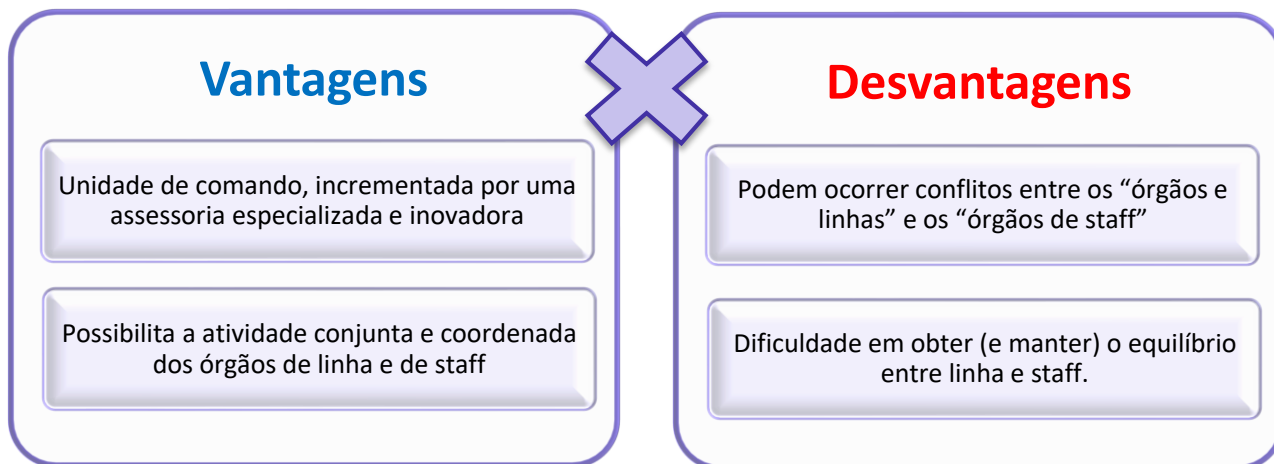 Vantagens
Unidade de comando, incrementada por uma
assessoria especializada e inovadora
Possibilita a atividade conjunta e coordenada
dos órgãos de linha e de staff
Desvantagens
Podem ocorrer conflitos entre os “órgãos e
linhas” e os “órgãos de staff”
Dificuldade em obter (e manter) o equilíbrio
entre linha e staff.